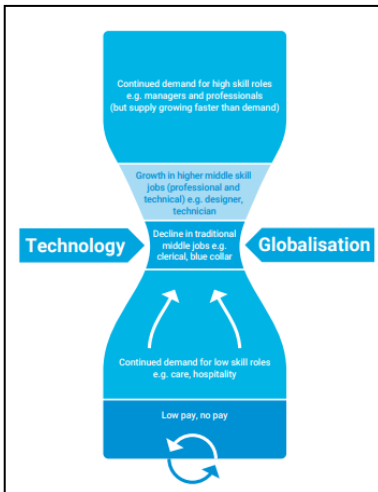 Continued demand for high skill roles
e.g. managers and professionals
(but supply growing faster than demand)
Growth in higher middle skill
jobs (professional and
technical) e.g. designer,
technician
Technology
Decline in traditional
middle jobs e.g.
clerical, blue collar
Globalisation
Continued demand for low skill roles
e.g. care, hospitality
Low pay, no pay